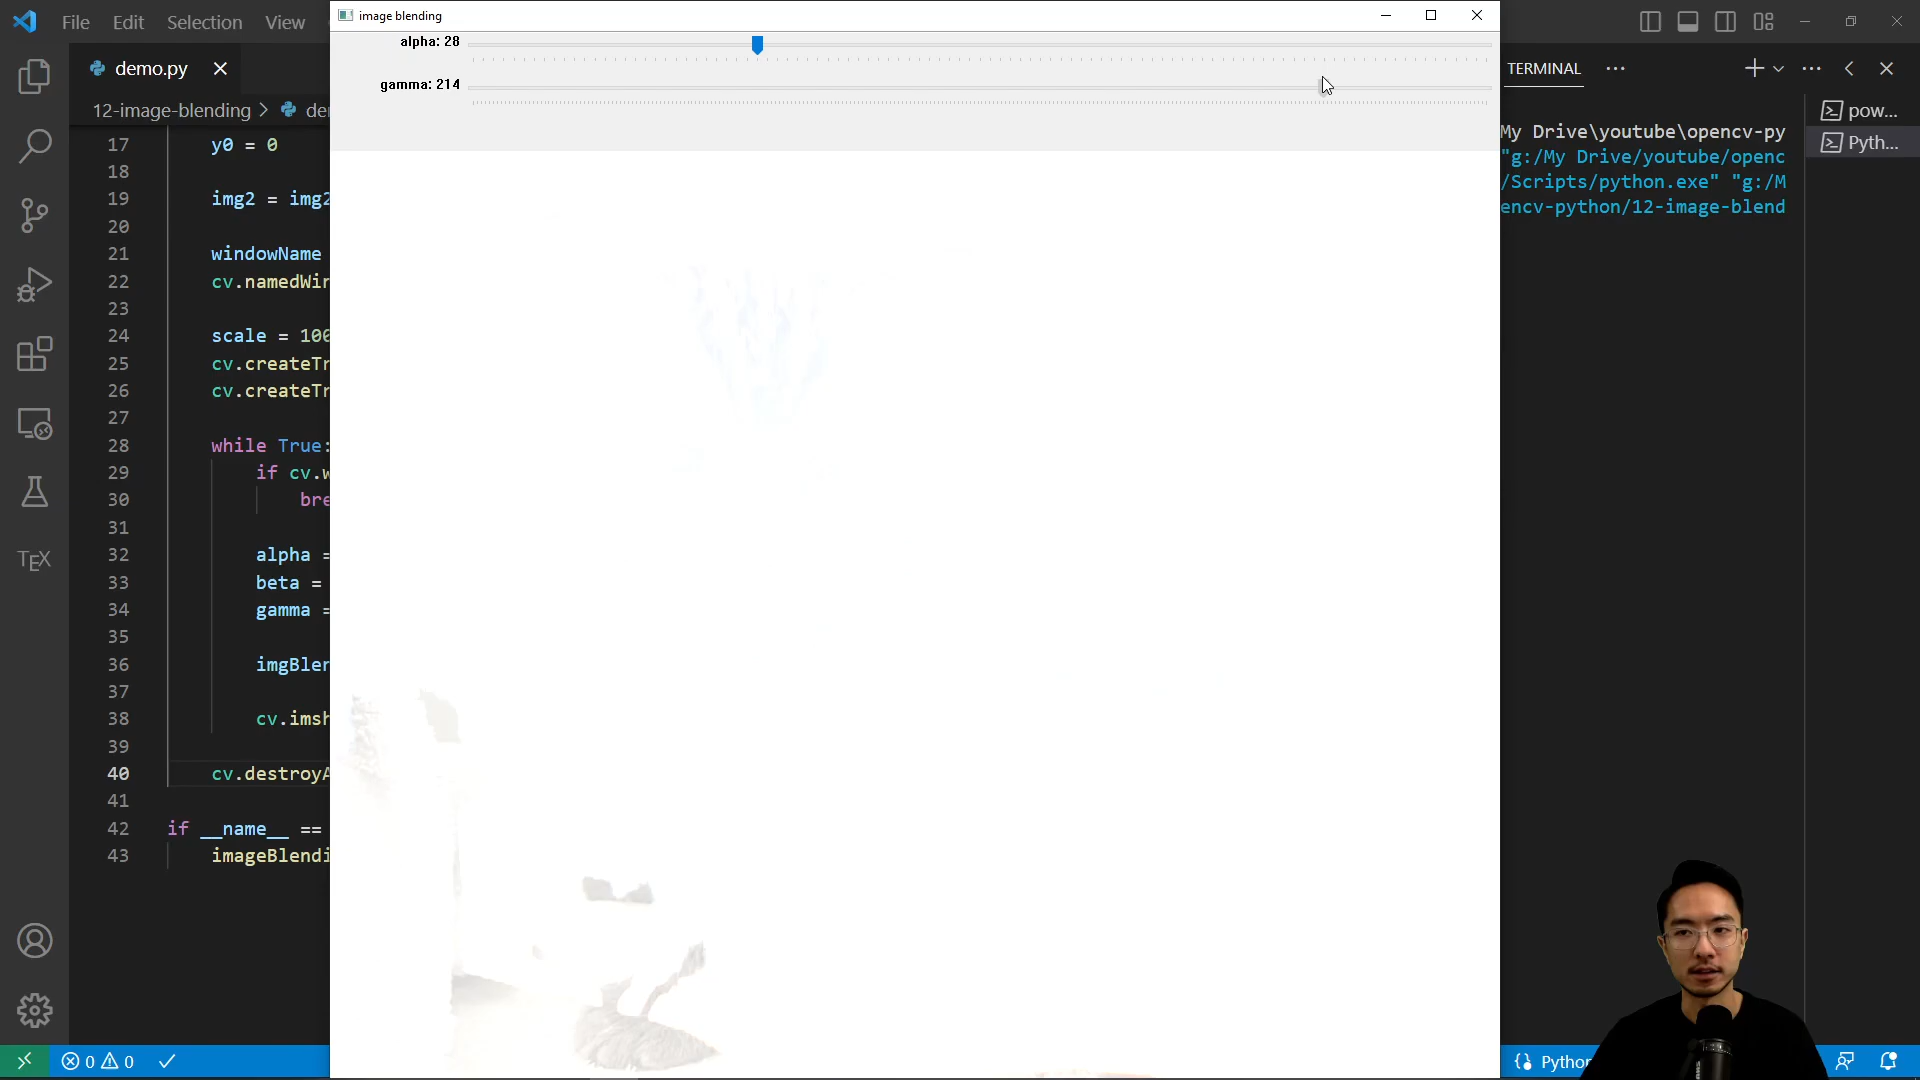 File Edit Selection View
image blending
demo.py
12-image-blending > de
alpha: 28
gamma: 214
17 y0 = 0
18
19 img2 = img2
20
21 windowName
22 cv.namedWin
23
24 scale = 100
25 cv.createTr
26 cv.createTr
27
28 while True:
29 if cv.w
30 bre
31
32 alpha =
33 beta =
34 gamma =
35
36 imgBlen
37
38 cv.imsh
39
40 cv.destroyA
41
42 if __name__ ==
43 imageBlendi
TEX
0 0
TERMINAL
My Drive\youtube\opencv-py
"g:/My Drive/youtube/openc
/Scripts/python.exe" "g:/M
encv-python/12-image-blend
pow...
Pyth...
Python